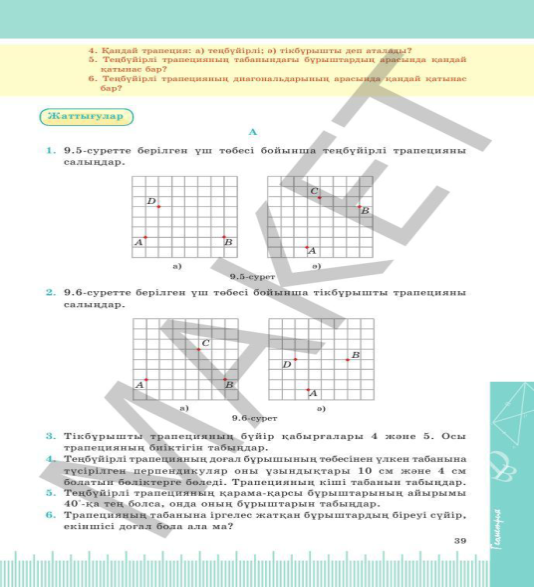 4. Қандай трапеция: а) теңбүйірлі; ә) тікбұрышты деп аталады?
5. Теңбүйірлі трапецияның табанындағы бұрыштардың арасында қандай
қатынас бар?
6. Теңбүйірлі трапецияның диагональдарының арасында қандай қатынас
бар?
Жаттығулар
А
1. 9.5-суретте берілген үш төбесі бойынша теңбүйірлі трапецияны
салыңдар.
D
A
B
C
B
A
а)
ә)
9.5-сурет
2. 9.6-суретте берілген үш төбесі бойынша тікбұрышты трапецияны
салыңдар.
C
A
B
D
B
A
а)
ә)
9.6-сурет
3. Тікбұрышты трапецияның бүйір қабырғалары 4 және 5. Осы
трапецияның биіктігін табыңдар.
4. Теңбүйірлі трапецияның доғал бұрышының төбесінен үлкен табанына
түсірілген перпендикуляр оны ұзындықтары 10 см және 4 см
болатын бөліктерге бөледі. Трапецияның кіші табанын табыңдар.
5. Теңбүйірлі трапецияның қарама-қарсы бұрыштарының айырымы
40°-қа тең болса, онда оның бұрыштарын табыңдар.
6. Трапецияның табанына іргелес жатқан бұрыштардың біреуі сүйір,
екіншісі доғал бола ала ма?
39
МАКЕТ